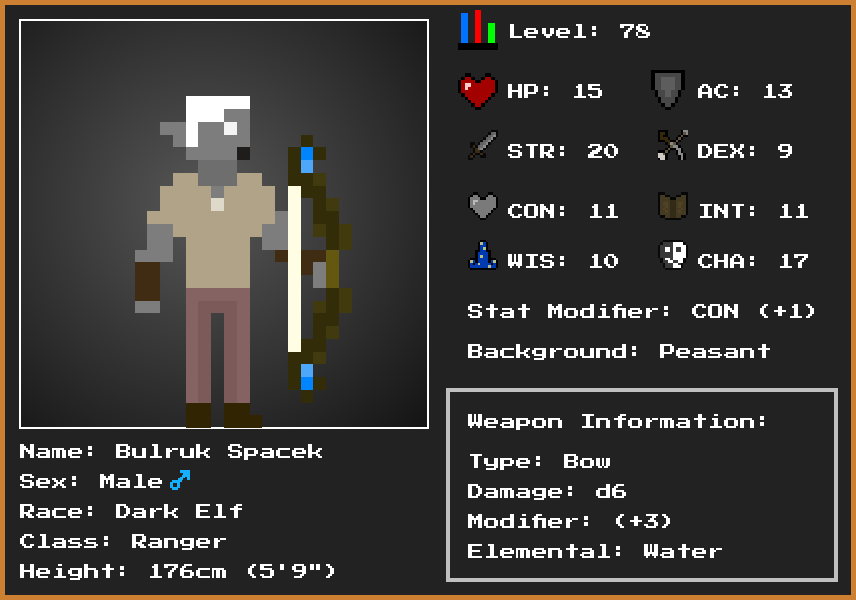 Level: 78
HP: 15
AC: 13
STR: 20
DEX: 9
CON: 11
INT: 11
WIS: 10
CHA: 17
Stat Modifier: CON (+1)
Background: Peasant
Weapon Information:
Type: Bow
Damage: d6
Modifier: (+3)
Elemental: Water
Name: Bulruk Spacek
Sex: Male ♂
Race: Dark Elf
Class: Ranger
Height: 176cm (5'9")